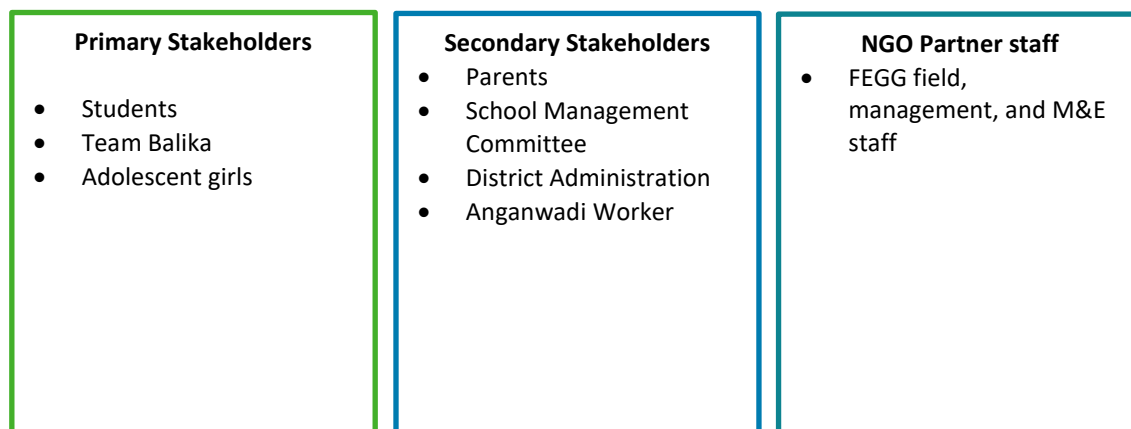 Primary Stakeholders
• Students
• Team Balika
• Adolescent girls
Secondary Stakeholders
• Parents
• School Management
Committee
• District Administration
• Anganwadi Worker
NGO Partner staff
• FEGG field,
management, and M&E
staff